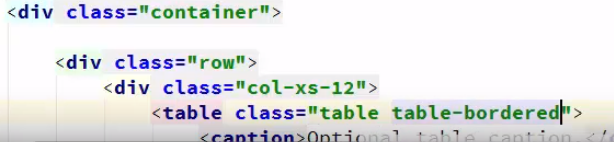 <div class="container">
<div class="row">
<div class="col-xs-12">
<table class="table table-bordered">
<caption>Optional table caption.</